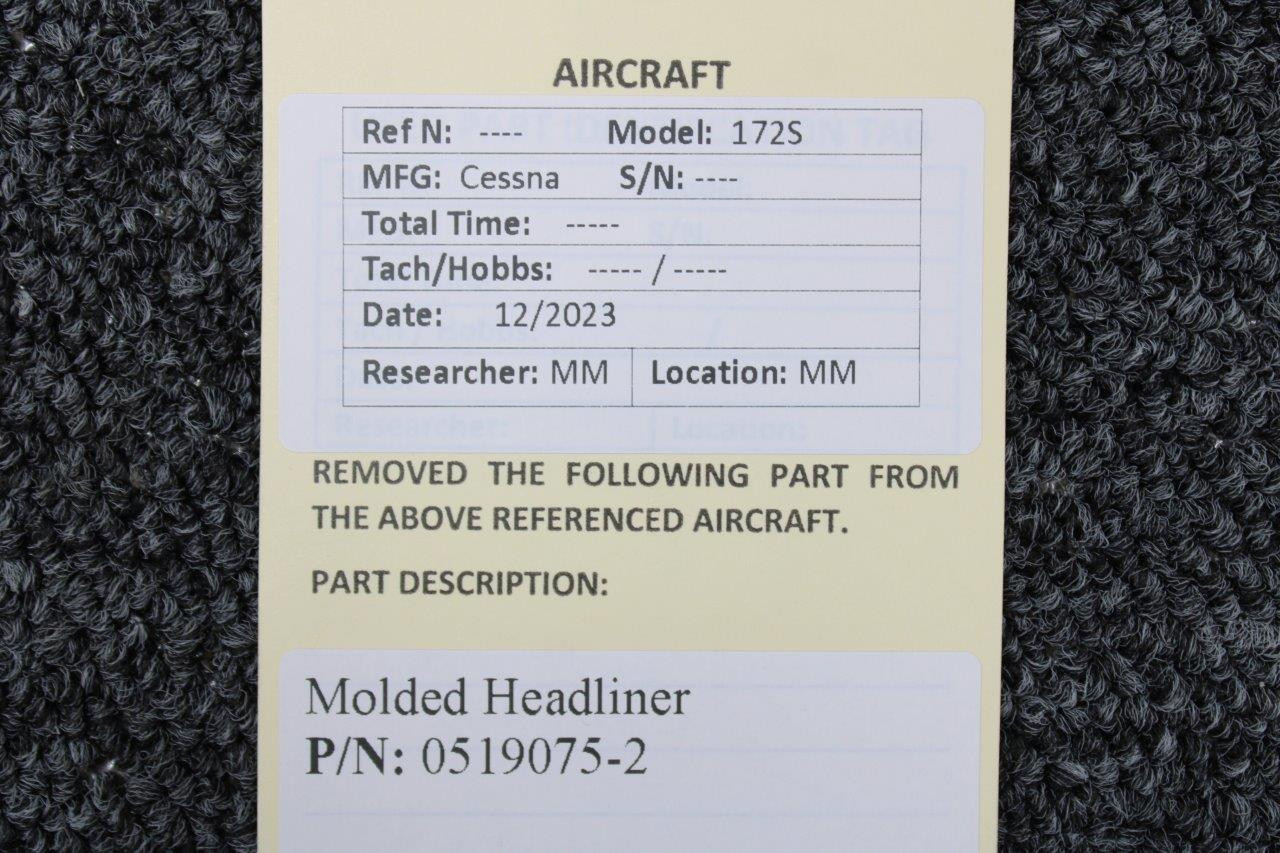 AIRCRAFT
Ref N: ---- Model: 172S
MFG: Cessna S/N: ----
Total Time: -----
Tach/Hobbs: ----- / -----
Date: 12/2023
Researcher: MM Location: MM
REMOVED THE FOLLOWING PART FROM
THE ABOVE REFERENCED AIRCRAFT.
PART DESCRIPTION:
Molded Headliner
P/N: 0519075-2